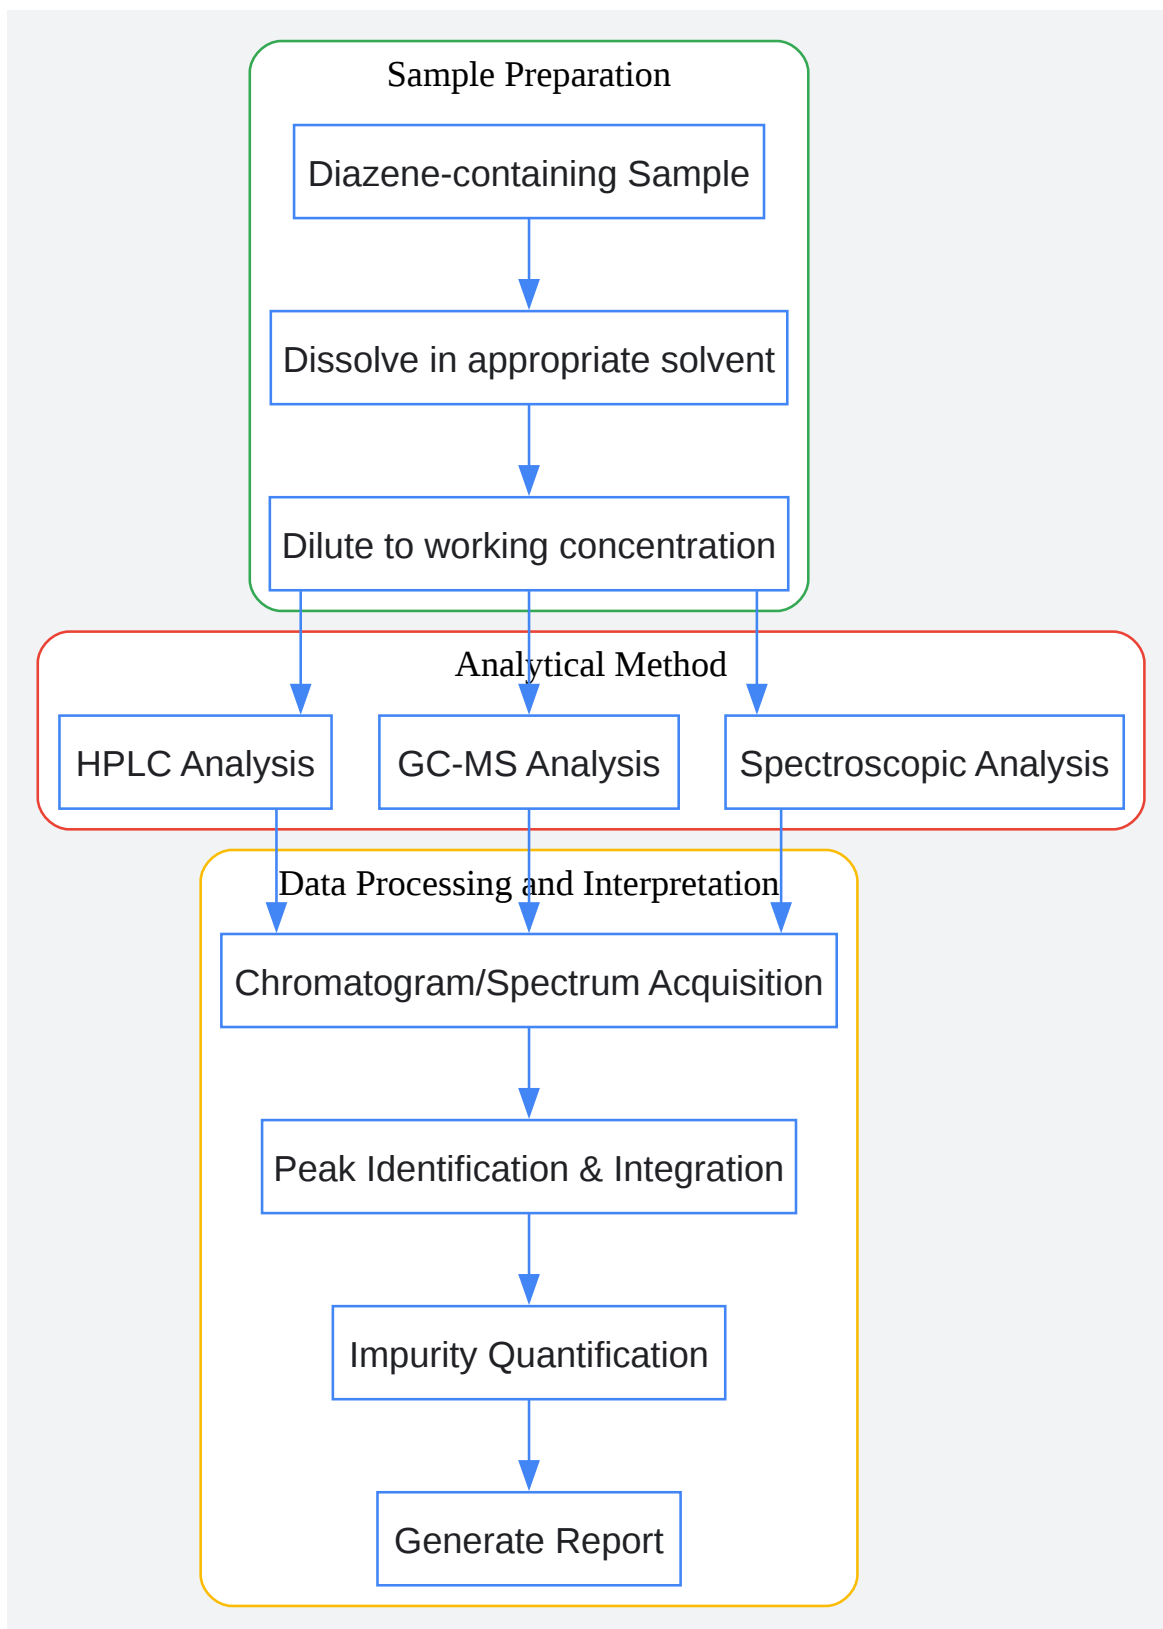 Sample Preparation
Diazene-containing Sample
Dissolve in appropriate solvent
Dilute to working concentration
Analytical Method
HPLC Analysis
GC-MS Analysis
Spectroscopic Analysis
Data Processing and Interpretation
Chromatogram/Spectrum Acquisition
Peak Identification & Integration
Impurity Quantification
Generate Report